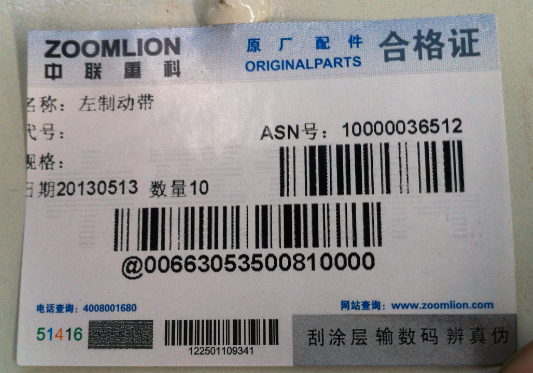 ZOOMLION
中联重科
原厂配件
ORIGINALPARTS
合格证
名称：左制动带
代号：
ASN号：10000036512
规格：
日期20130513 数量10
@00663053500810000
电话查询：4008001680
网站查询：www.zoomlion.com
51416
122501109341
刮涂层 输数码 辨真伪